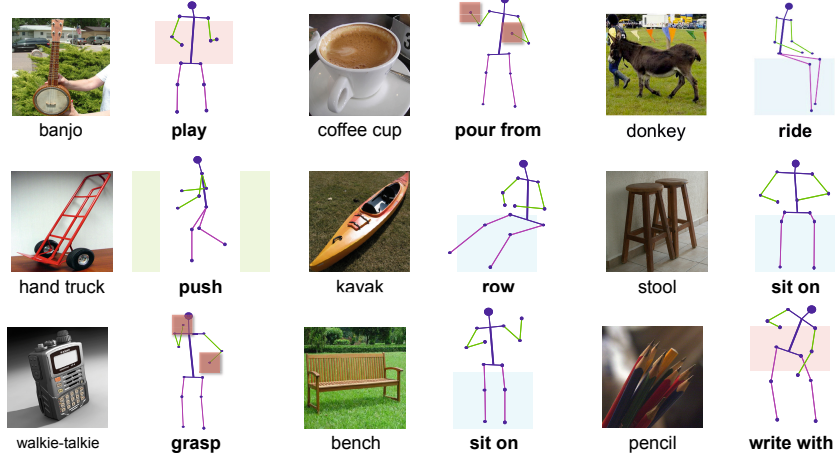 banjo play coffee cup pour from donkey ride
hand truck push kayak row stool sit on
walkie-talkie grasp bench sit on pencil write with